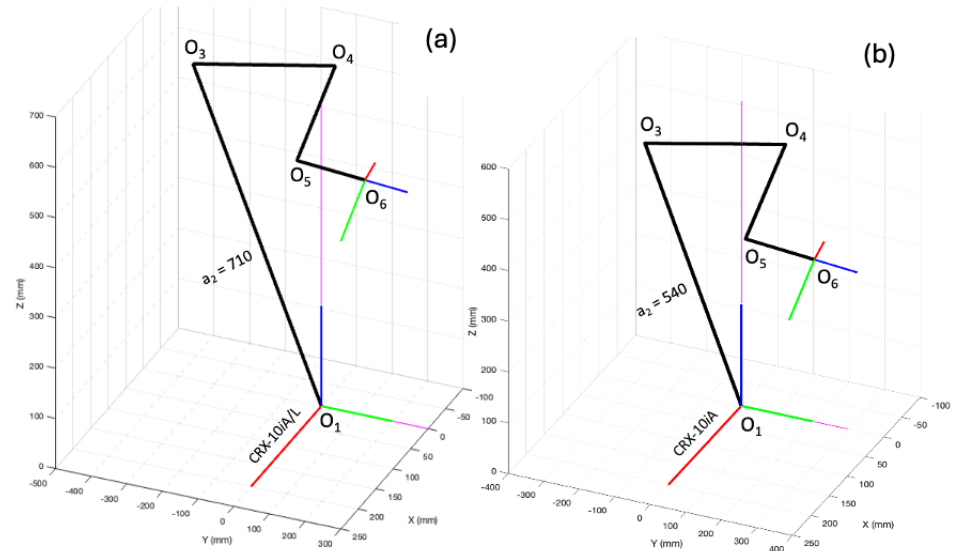 (a)
O3
O4
O5
O6
a2 = 710
CRX-10iA/L
O1
700
600
500
400
300
200
100
0
Z (mm)
-500
-400
-300
-200
-100
0
100
200
300
Y (mm)
-100
-50
0
50
100
150
200
X (mm)
(b)
O3
O4
O5
O6
a2 = 540
CRX-10iA
O1
600
500
400
300
200
100
0
Z (mm)
-400
-300
-200
-100
0
100
200
300
400
Y (mm)
-100
-50
0
50
100
150
200
250
X (mm)